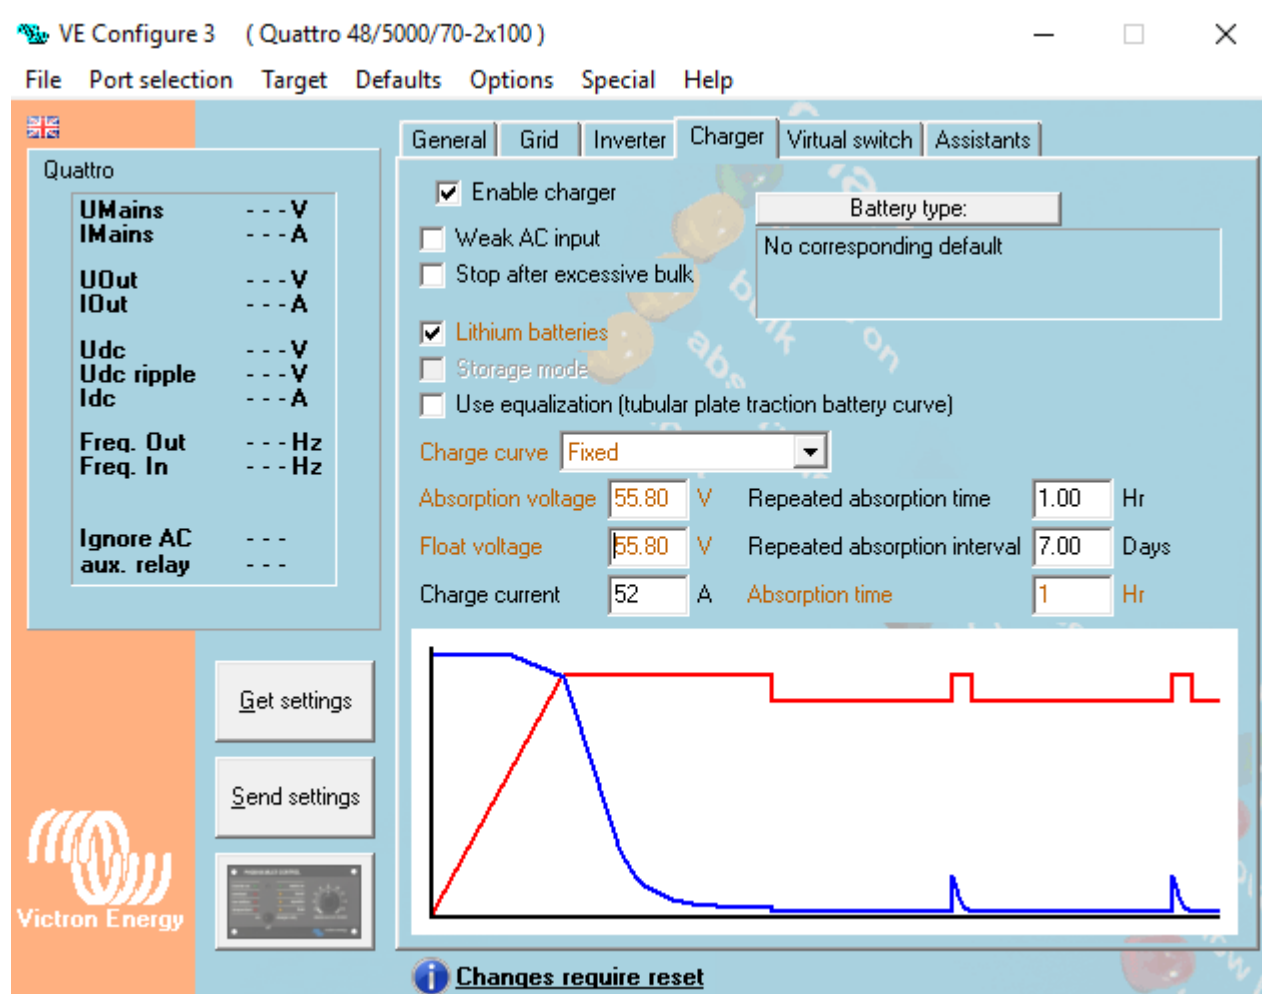 VE Configure 3 ( Quattro 48/5000/70-2x100 )
File Port selection Target Defaults Options Special Help
General Grid Inverter Charger Virtual switch Assistants
Quattro
UMains - - - V
IMains - - - A
UOut - - - V
IOut - - - A
Udc - - - V
Udc ripple - - - V
Idc - - - A
Freq. Out - - - Hz
Freq. In - - - Hz
Ignore AC - - -
aux. relay - - -
Get settings
Send settings
Victron Energy
Enable charger
Battery type:
Weak AC input
No corresponding default
Stop after excessive bulk
Lithium batteries
Storage mode
Use equalization (tubular plate traction battery curve)
Charge curve Fixed
Absorption voltage 55.80 V Repeated absorption time 1.00 Hr
Float voltage 55.80 V Repeated absorption interval 7.00 Days
Charge current 52 A Absorption time 1 Hr
bulk
abs
on
Changes require reset